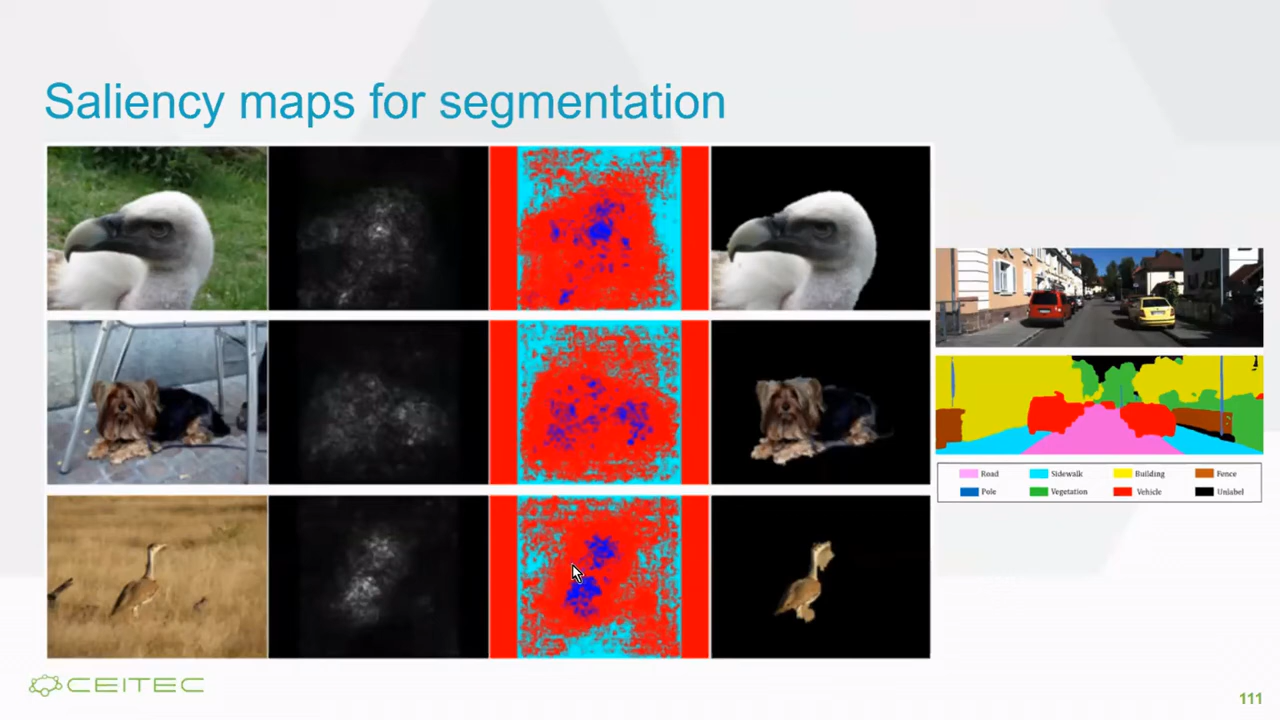 Saliency maps for segmentation
Road Sidewalk Building Fence
Pole Vegetation Vehicle Unlabel
CEITEC
111